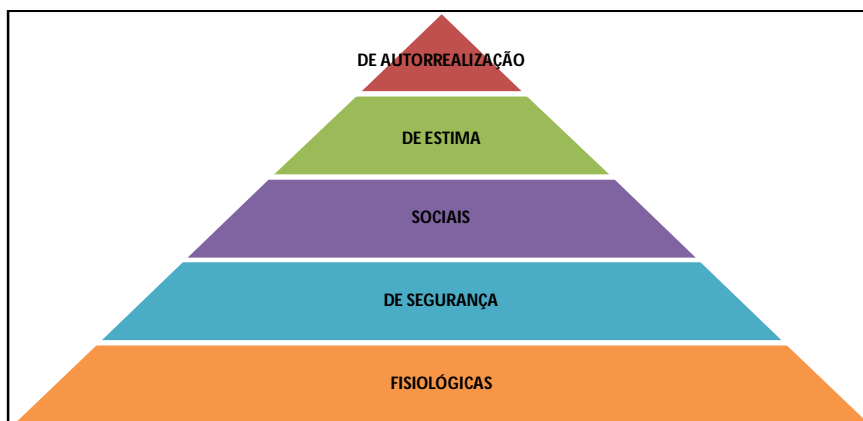 DE AUTORREALIZAÇÃO
DE ESTIMA
SOCIAIS
DE SEGURANÇA
FISIOLÓGICAS